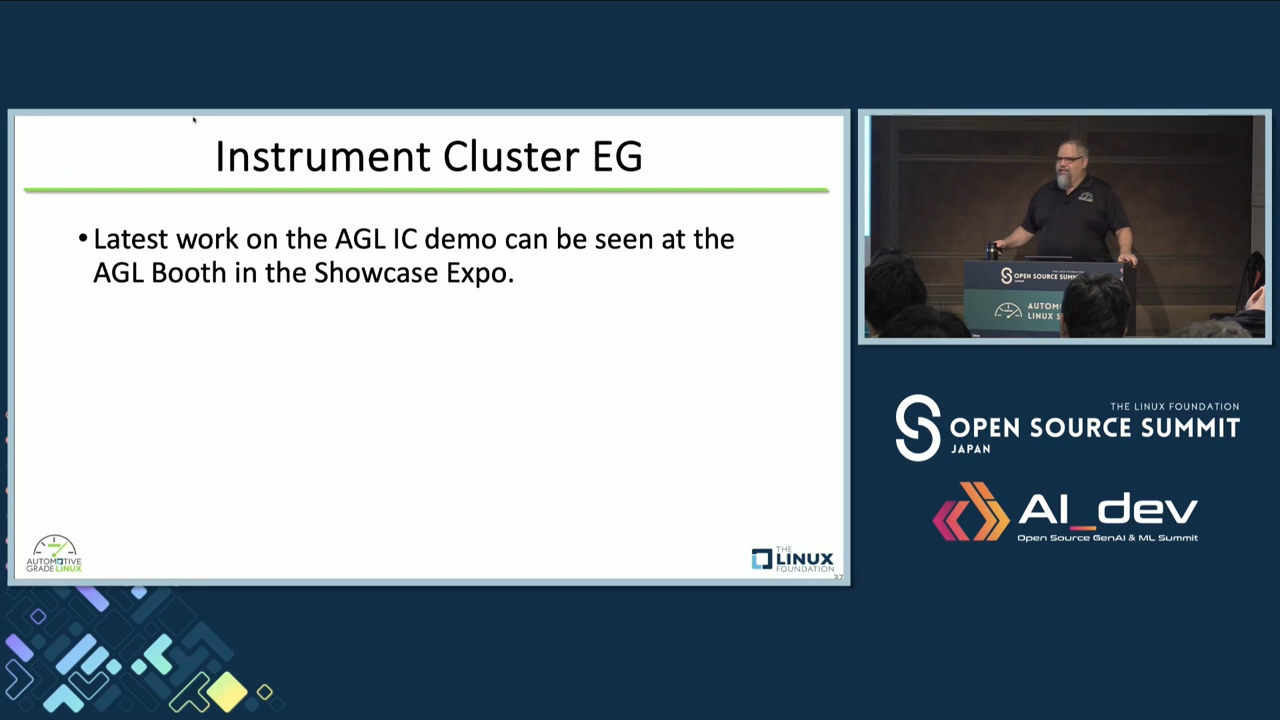 Instrument Cluster EG
• Latest work on the AGL IC demo can be seen at the
AGL Booth in the Showcase Expo.
AUTOMOTIVE
GRADE LINUX
THE
LINUX
FOUNDATION
37
OPEN SOURCE SUMMIT
JAPAN
LINUX
THE LINUX FOUNDATION
OPEN SOURCE SUMMIT
JAPAN
AI_dev
Open Source GenAI & ML Summit